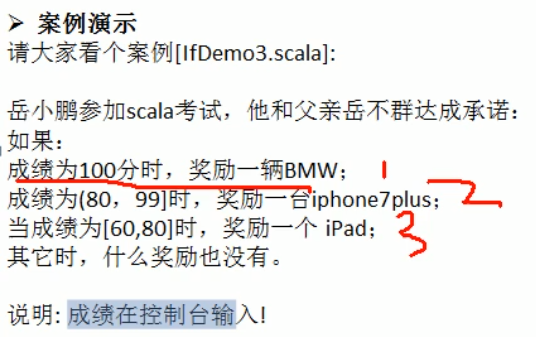 ➢ 案例演示
请大家看个案例[IfDemo3.scala]:
岳小鹏参加scala考试，他和父亲岳不群达成承诺：
如果：
成绩为100分时，奖励一辆BMW； 1
成绩为(80，99]时，奖励一台iphone7plus； 2
当成绩为[60,80]时，奖励一个 iPad； 3
其它时，什么奖励也没有。
说明: 成绩在控制台输入!